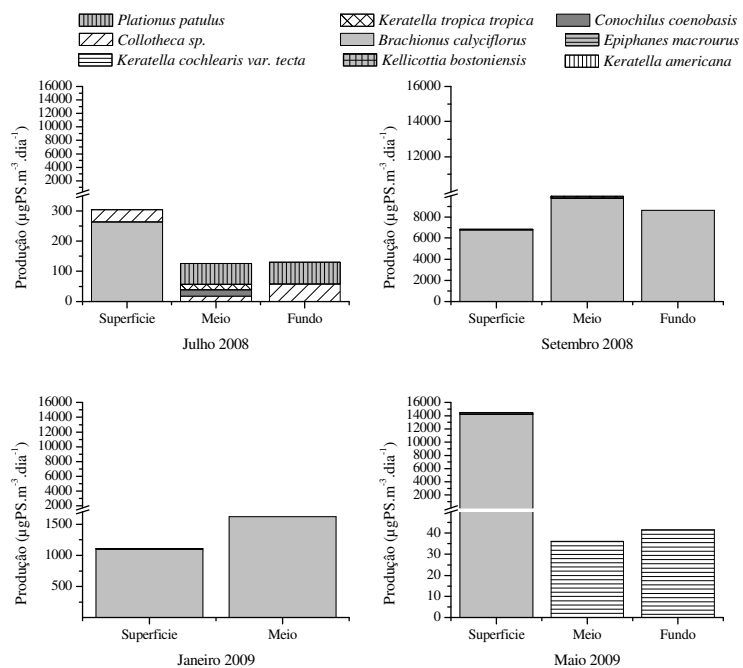 Plationus patulus
Keratella tropica tropica
Conochilus coenobasis
Collotheca sp.
Brachionus calyciflorus
Epiphanes macrourus
Keratella cochlearis var. tecta
Kellicottia bostoniensis
Keratella americana
Produção (µgPS.m⁻³.dia⁻¹)
16000
14000
12000
10000
8000
6000
4000
2000
300
200
100
0
Superfície Meio Fundo
Julho 2008
Produção (µgPS.m⁻³.dia⁻¹)
16000
12000
8000
6000
4000
2000
0
Superfície Meio Fundo
Setembro 2008
Produção (µgPS.m⁻³.dia⁻¹)
16000
14000
12000
10000
8000
6000
4000
2000
1500
1000
500
Superfície Meio
Janeiro 2009
Produção (µgPS.m⁻³.dia⁻¹)
16000
14000
12000
10000
8000
6000
4000
2000
40
30
20
10
0
Superfície Meio Fundo
Maio 2009